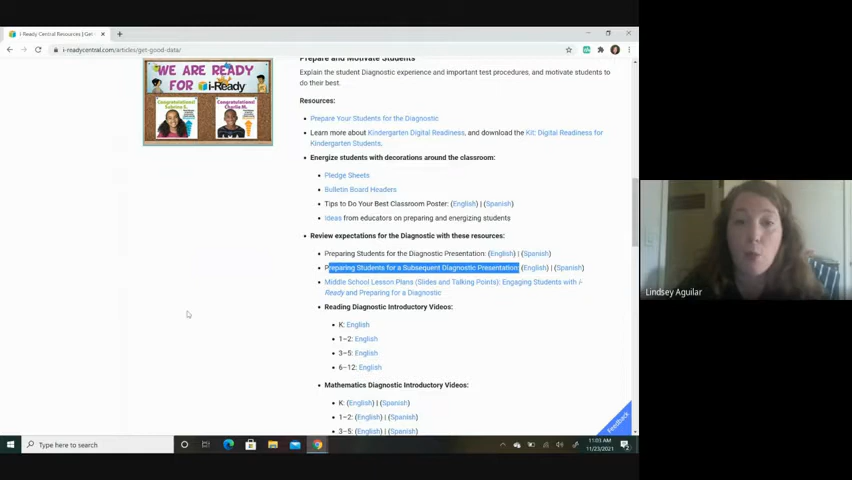 i-Ready Central Resources | Get
i-readycentral.com/articles/get-good-data/
Prepare and Motivate Students
Explain the student Diagnostic experience and important test procedures, and motivate students to
do their best.
WE ARE READY
FOR i-Ready
Congratulations!
Congratulations!
Resources:
• Prepare Your Students for the Diagnostic
• Learn more about Kindergarten Digital Readiness, and download the Kit: Digital Readiness for
Kindergarten Students.
• Energize students with decorations around the classroom:
• Pledge Sheets
• Bulletin Board Headers
• Tips to Do Your Best Classroom Poster: (English) | (Spanish)
• Ideas from educators on preparing and energizing students
• Review expectations for the Diagnostic with these resources:
• Preparing Students for the Diagnostic Presentation: (English) | (Spanish)
• Preparing Students for a Subsequent Diagnostic Presentation: (English) | (Spanish)
• Middle School Lesson Plans (Slides and Talking Points): Engaging Students with i-
Ready and Preparing for a Diagnostic
• Reading Diagnostic Introductory Videos:
• K: English
• 1–2: English
• 3–5: English
• 6–12: English
• Mathematics Diagnostic Introductory Videos:
• K: (English) | (Spanish)
• 1–2: (English) | (Spanish)
• 3–5: (English) | (Spanish)
Feedback
Lindsey Aguilar
Type here to search
11:03 AM
11/23/2021